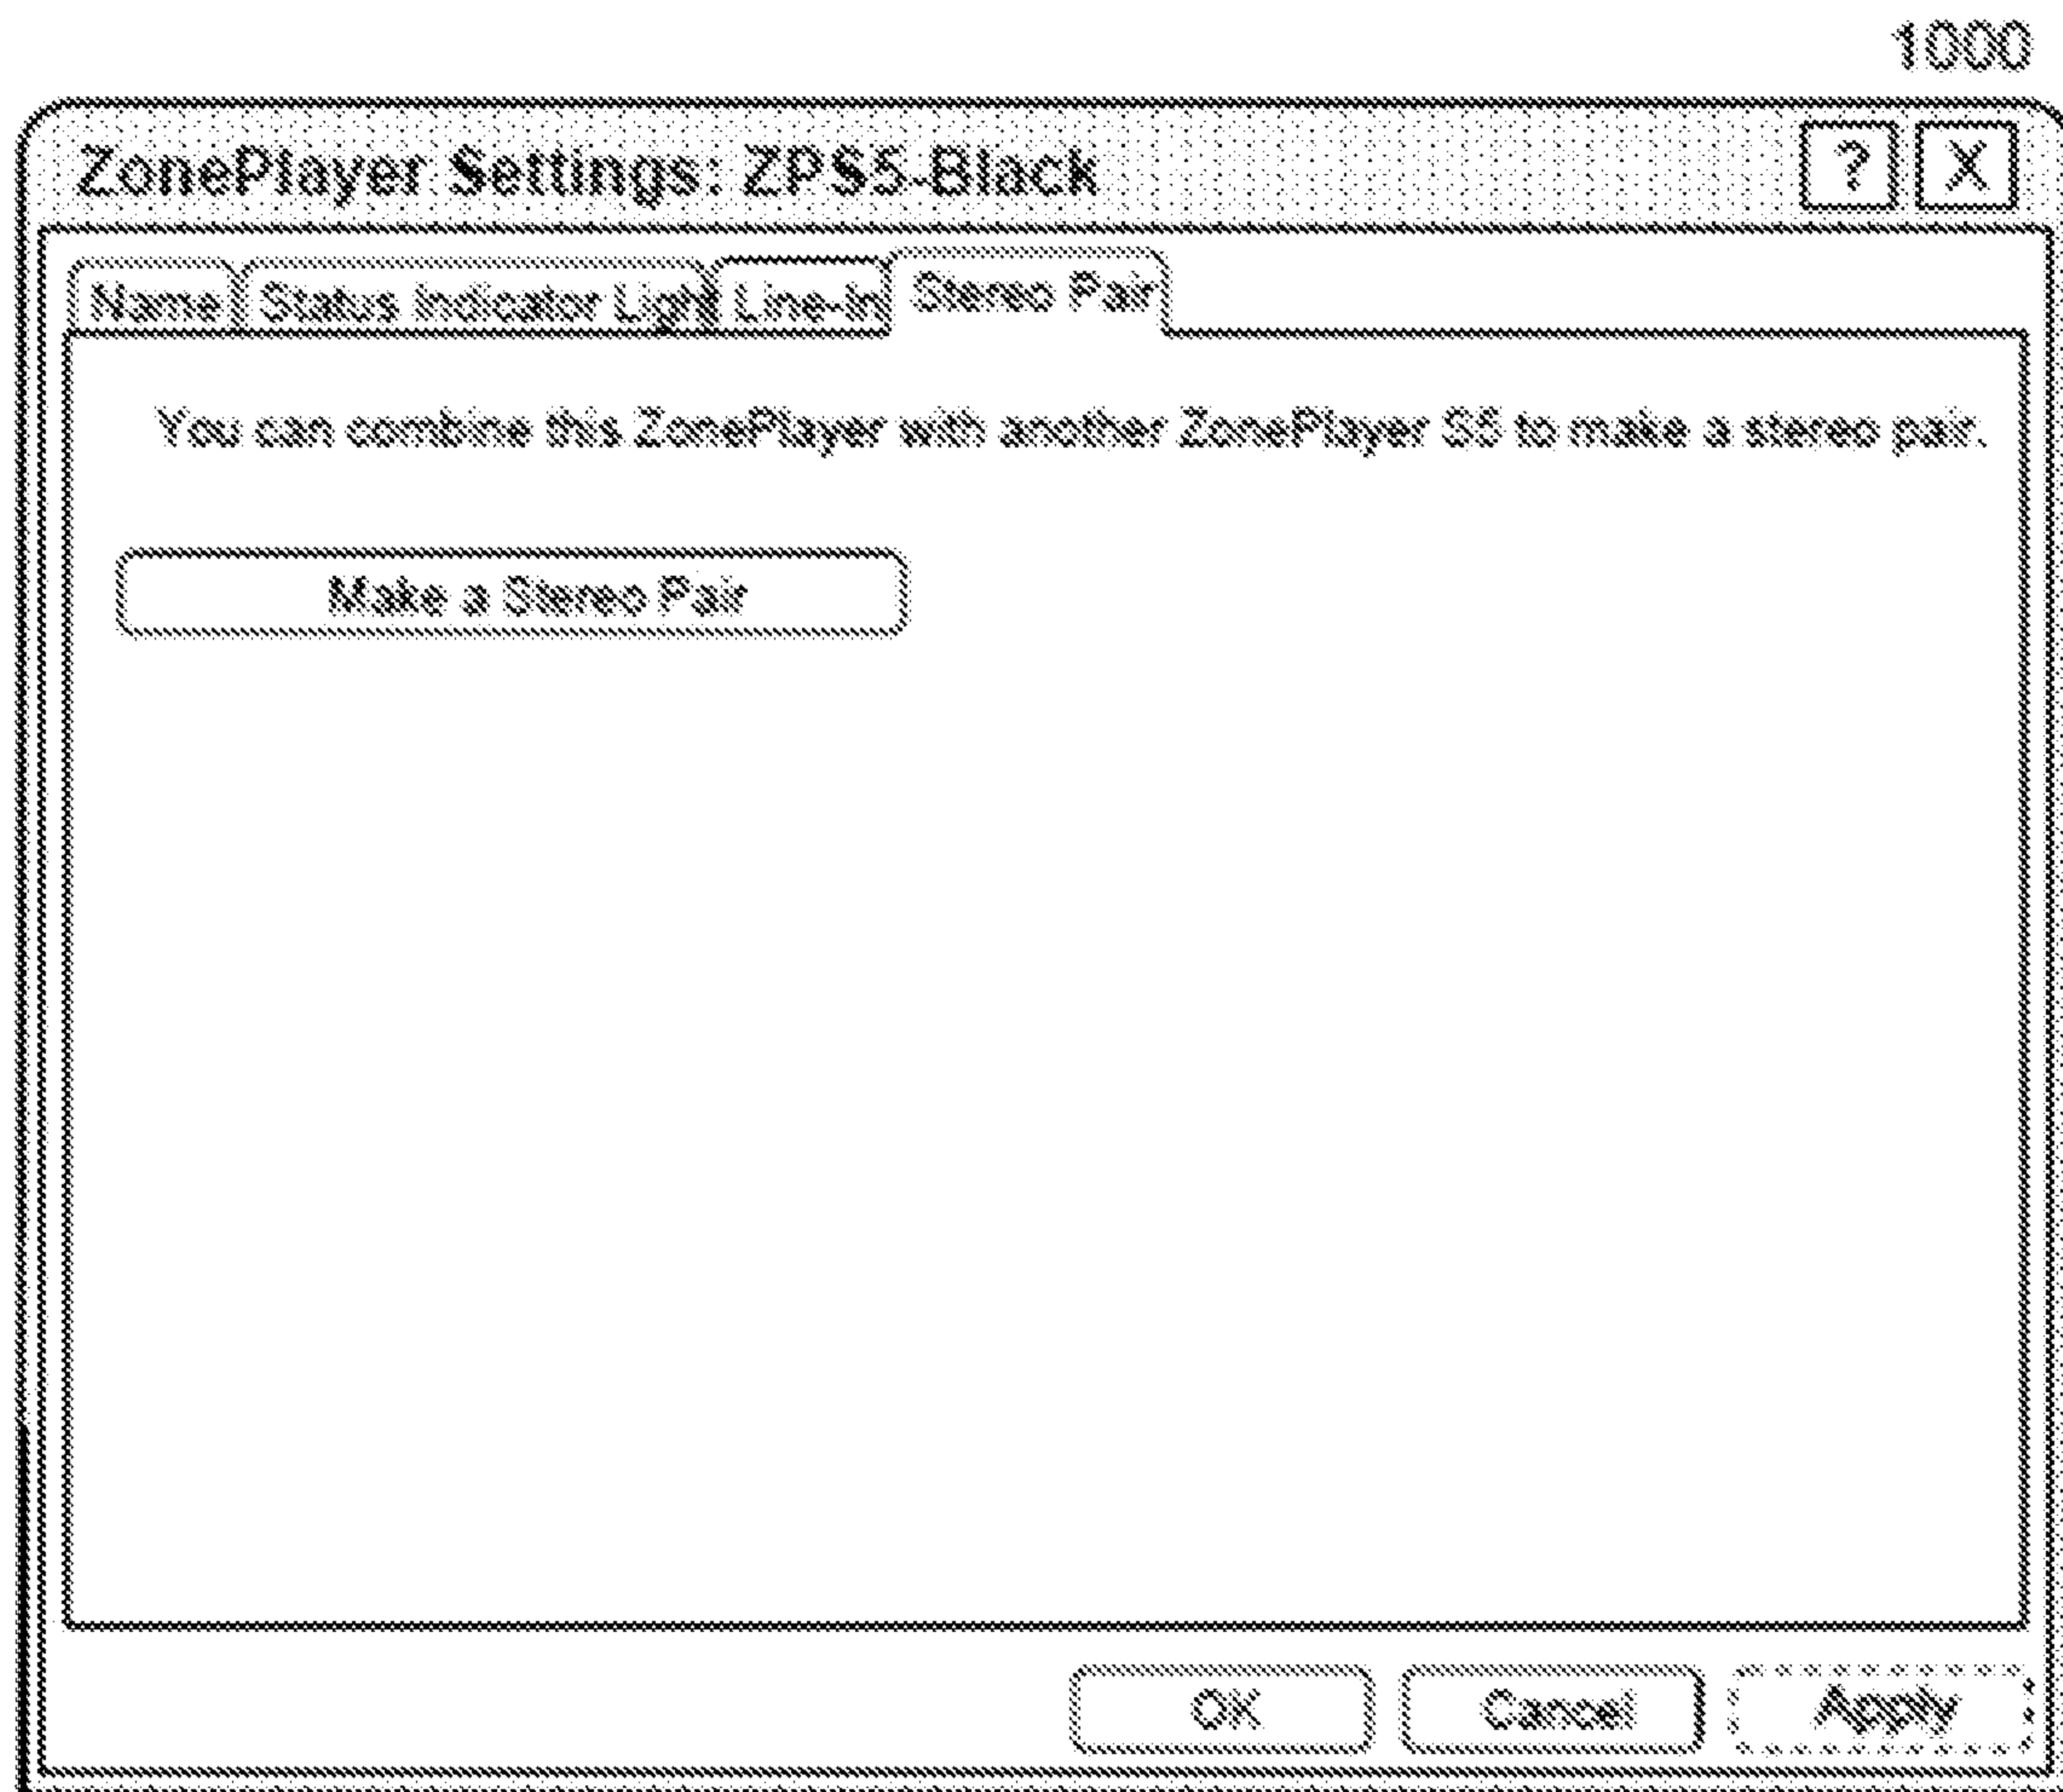 1000
ZonePlayer Settings: ZPS5-Black ? X
Name Status Indicator Light Line-In Stereo Pair
You can combine this ZonePlayer with another ZonePlayer S5 to make a stereo pair.
Make a Stereo Pair
OK Cancel Apply